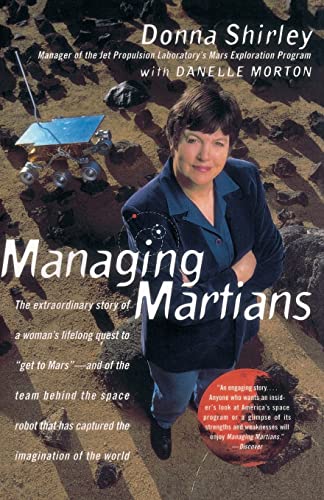 Donna Shirley
Manager of the Jet Propulsion Laboratory's Mars Exploration Program
with DANELLE MORTON
Managing
Martians
The extraordinary story of
a woman's lifelong quest to
"get to Mars"—and of the
team behind the space
robot that has captured the
imagination of the world
"An engaging story. . . .
Anyone who wants an insid-
er's look at America's space
program or a glimpse of its
strengths and weaknesses will
enjoy Managing Martians."
—Discover